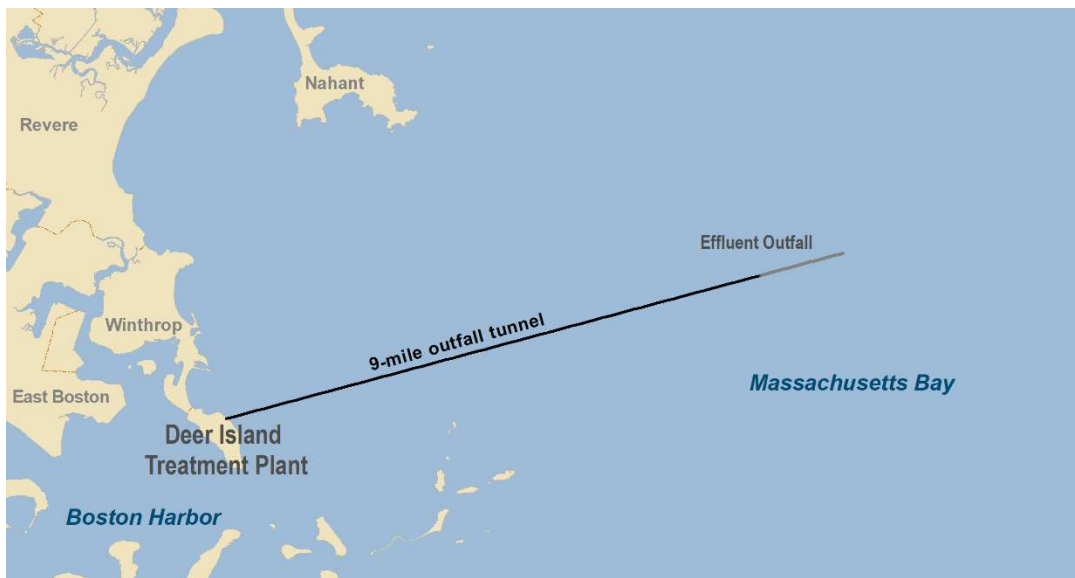 Nahant
Revere
Effluent Outfall
Winthrop
9-mile outfall tunnel
Massachusetts Bay
East Boston
Deer Island
Treatment Plant
Boston Harbor